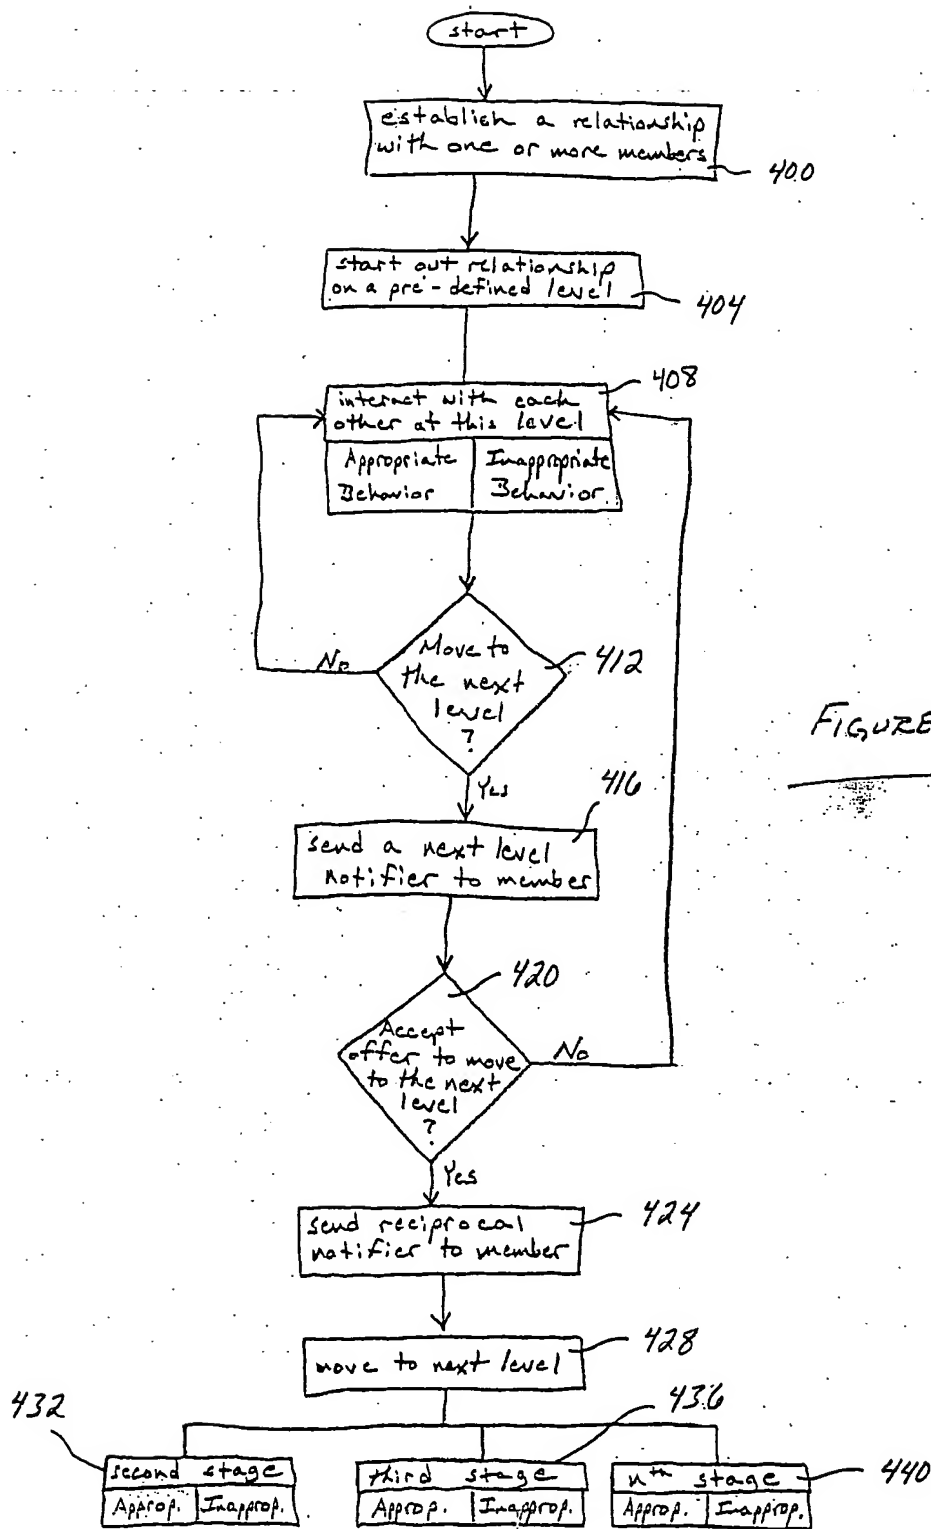 start
establish a relationship
with one or more members
400
start out relationship
on a pre-defined level
404
408
interact with each
other at this level
Appropriate
Behavior
Inappropriate
Behavior
Move to
the next
level
?
412
No
Yes
FIGURE
416
send a next level
notifier to member
420
Accept
offer to move
to the next
level
?
No
Yes
send reciprocal
notifier to member
424
move to next level
428
432
second stage
Approp. Inapprop.
436
third stage
Approp. Inapprop.
nth stage
Approp. Inapprop.
440